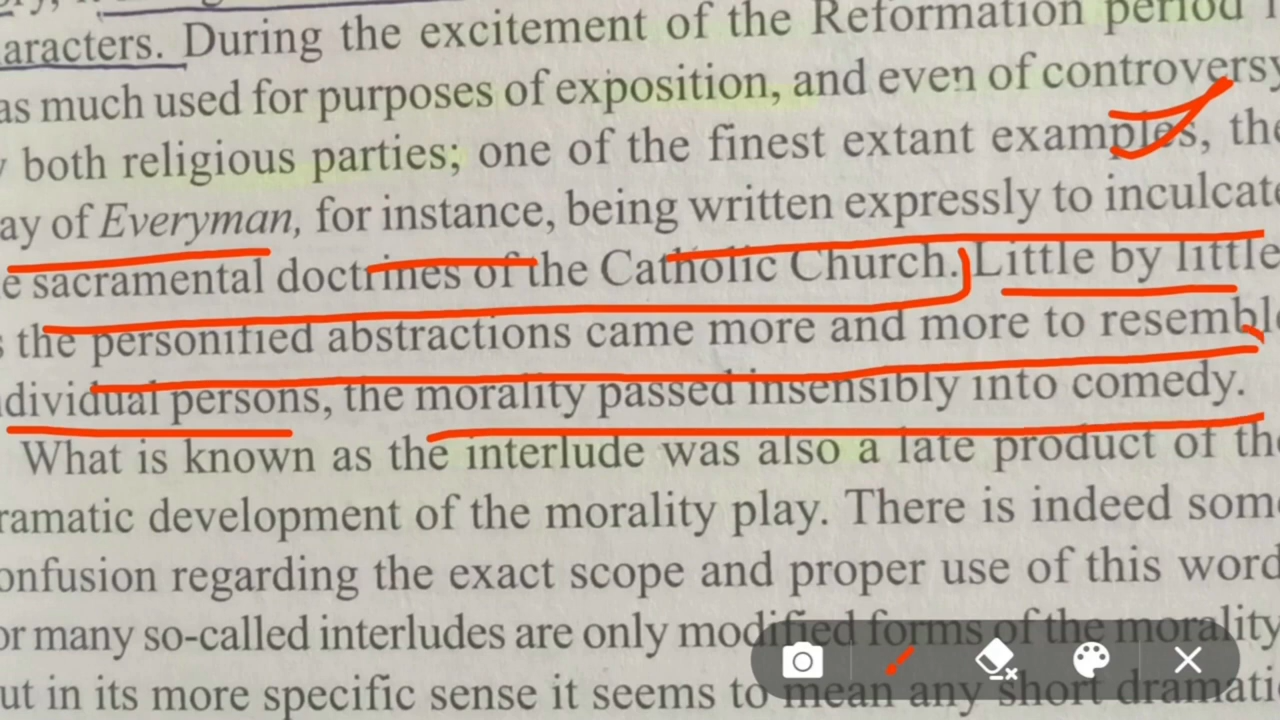 ory,
aracters. During the excitement of the Reformation period i
as much used for purposes of exposition, and even of controversy
y both religious parties; one of the finest extant examples, the
ay of Everyman, for instance, being written expressly to inculcate
e sacramental doctrines of the Catholic Church. Little by little
s the personified abstractions came more and more to resemble
dividual persons, the morality passed insensibly into comedy.
What is known as the interlude was also a late product of the
ramatic development of the morality play. There is indeed some
onfusion regarding the exact scope and proper use of this word
or many so-called interludes are only modified forms of the morality
ut in its more specific sense it seems to mean any short dramatic